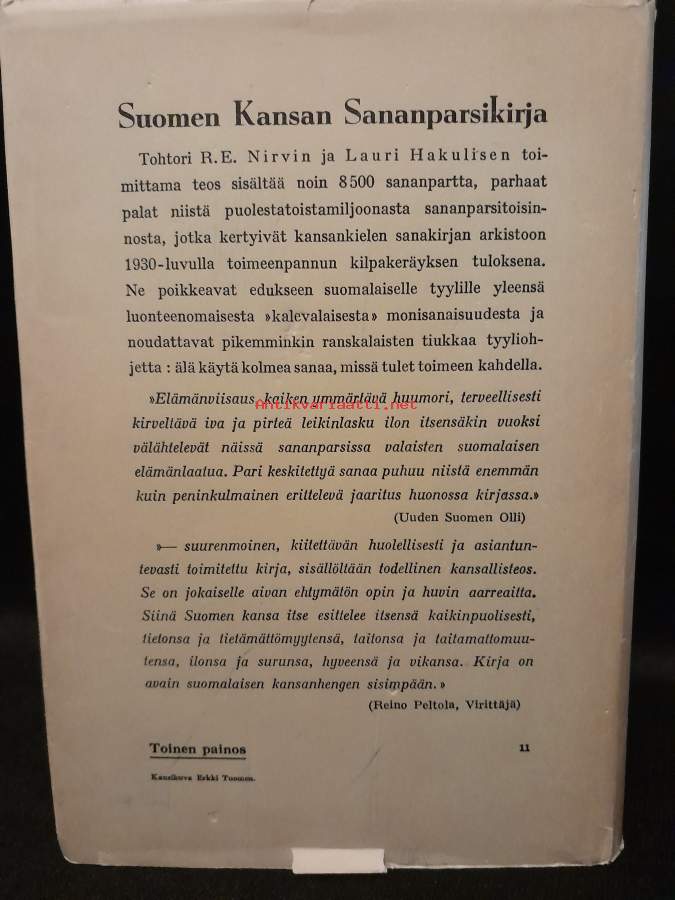 Suomen Kansan Sananparsikirja
Tohtori R.E. Nirvin ja Lauri Hakulisen toi-
mittama teos sisältää noin 8500 sananpartta, parhaat
palat niistä puolestatoistamiljoonasta sananparsitoisin-
nosta, jotka kertyivät kansankielen sanakirjan arkistoon
1930-luvulla toimeenpannun kilpakeräyksen tuloksena.
Ne poikkeavat edukseen suomalaiselle tyylille yleensä
luonteenomaisesta »kalevalaisesta» monisanaisuudesta ja
noudattavat pikemminkin ranskalaisten tiukkaa tyylioh-
jetta : älä käytä kolmea sanaa, missä tulet toimeen kahdella.
»Elämänviisaus, kaiken ymmärtävä huumori, terveellisesti
Antikvariaatti.net
kirveltävä iva ja pirteä leikinlasku ilon itsensäkin vuoksi
välähtelevät näissä sananparsissa valaisten suomalaisen
elämänlaatua. Pari keskitettyä sanaa puhuu niistä enemmän
kuin peninkulmainen erittelevä jaaritus huonossa kirjassa.»
(Uuden Suomen Olli)
»— suurenmoinen, kiitettävän huolellisesti ja asiantun-
tevasti toimitettu kirja, sisällöltään todellinen kansallisteos.
Se on jokaiselle aivan ehtymätön opin ja huvin aarreaitta.
Siinä Suomen kansa itse esittelee itsensä kaikinpuolisesti,
tietonsa ja tietämättömyytensä, taitonsa ja taitamattomuu-
tensa, ilonsa ja surunsa, hyveensä ja vikansa. Kirja on
avain suomalaisen kansanhengen sisimpään.»
(Reino Peltola, Virittäjä)
Toinen painos
11
Kansikuva Erkki Tuomen.